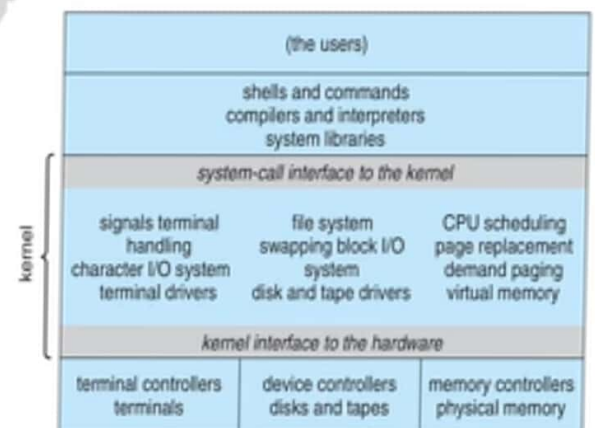 (the users)
shells and commands
compilers and interpreters
system libraries
system-call interface to the kernel
kernel
signals terminal
handling
character I/O system
terminal drivers
file system
swapping block I/O
system
disk and tape drivers
CPU scheduling
page replacement
demand paging
virtual memory
kernel interface to the hardware
terminal controllers
terminals
device controllers
disks and tapes
memory controllers
physical memory